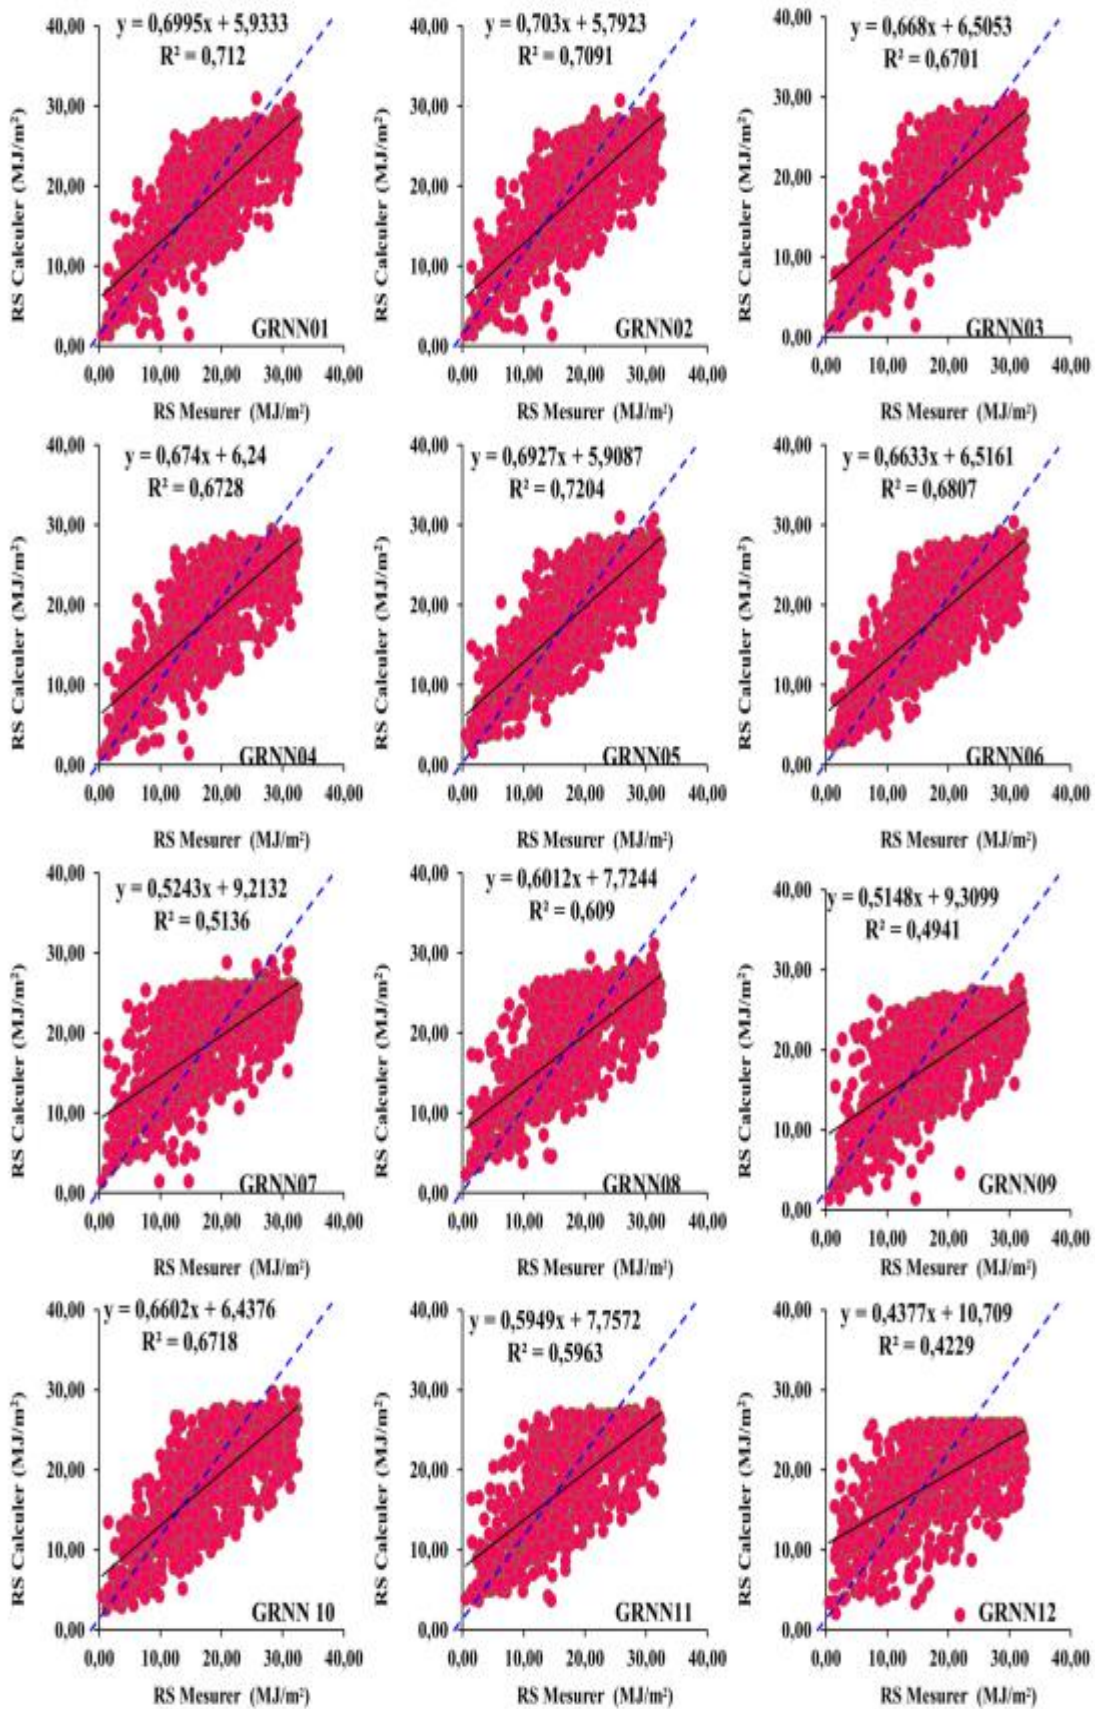 y = 0,6995x + 5,9333
R² = 0,712
RS Calculer (MJ/m²)
40,00
30,00
20,00
10,00
0,00
GRNN01
0,00 10,00 20,00 30,00 40,00
RS Mesurer (MJ/m²)
y = 0,703x + 5,7923
R² = 0,7091
RS Calculer (MJ/m²)
40,00
30,00
20,00
10,00
0,00
GRNN02
0,00 10,00 20,00 30,00 40,00
RS Mesurer (MJ/m²)
y = 0,668x + 6,5053
R² = 0,6701
RS Calculer (MJ/m²)
40,00
30,00
20,00
10,00
0,00
GRNN03
0,00 10,00 20,00 30,00 40,00
RS Mesurer (MJ/m²)
y = 0,674x + 6,24
R² = 0,6728
RS Calculer (MJ/m²)
40,00
30,00
20,00
10,00
0,00
GRNN04
0,00 10,00 20,00 30,00 40,00
RS Mesurer (MJ/m²)
y = 0,6927x + 5,9087
R² = 0,7204
RS Calculer (MJ/m²)
40,00
30,00
20,00
10,00
0,00
GRNN05
0,00 10,00 20,00 30,00 40,00
RS Mesurer (MJ/m²)
y = 0,6633x + 6,5161
R² = 0,6807
RS Calculer (MJ/m²)
40,00
30,00
20,00
10,00
0,00
GRNN06
0,00 10,00 20,00 30,00 40,00
RS Mesurer (MJ/m²)
y = 0,5243x + 9,2132
R² = 0,5136
RS Calculer (MJ/m²)
40,00
30,00
20,00
10,00
0,00
GRNN07
0,00 10,00 20,00 30,00 40,00
RS Mesurer (MJ/m²)
y = 0,6012x + 7,7244
R² = 0,609
RS Calculer (MJ/m²)
40,00
30,00
20,00
10,00
0,00
GRNN08
0,00 10,00 20,00 30,00 40,00
RS Mesurer (MJ/m²)
y = 0,5148x + 9,3099
R² = 0,4941
RS Calculer (MJ/m²)
40,00
30,00
20,00
10,00
0,00
GRNN09
0,00 10,00 20,00 30,00 40,00
RS Mesurer (MJ/m²)
y = 0,6602x + 6,4376
R² = 0,6718
RS Calculer (MJ/m²)
40,00
30,00
20,00
10,00
0,00
GRNN 10
0,00 10,00 20,00 30,00 40,00
RS Mesurer (MJ/m²)
y = 0,5949x + 7,7572
R² = 0,5963
RS Calculer (MJ/m²)
40,00
30,00
20,00
10,00
0,00
GRNN11
0,00 10,00 20,00 30,00 40,00
RS Mesurer (MJ/m²)
y = 0,4377x + 10,709
R² = 0,4229
RS Calculer (MJ/m²)
40,00
30,00
20,00
10,00
0,00
GRNN12
0,00 10,00 20,00 30,00 40,00
RS Mesurer (MJ/m²)